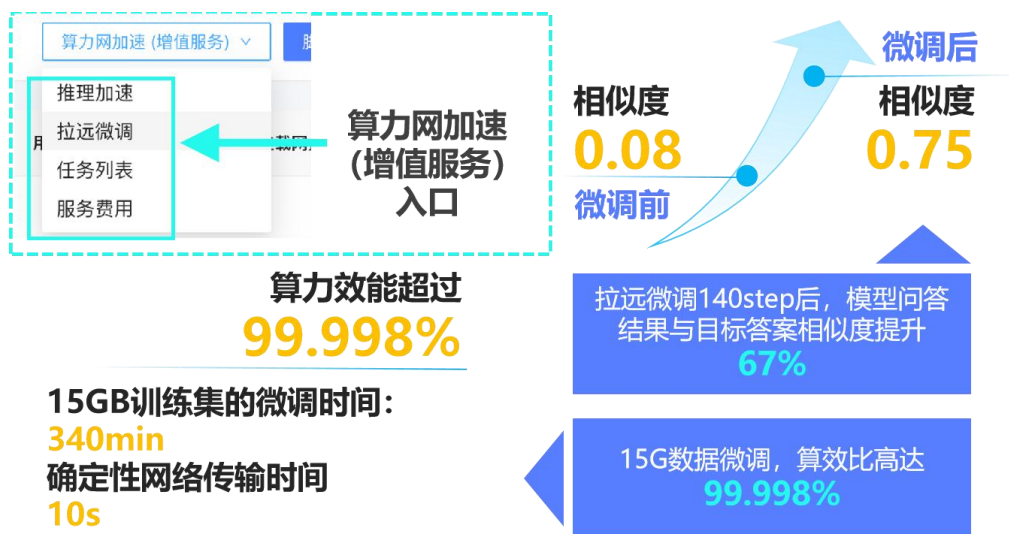 算力网加速 (增值服务)
推理加速
拉远微调
任务列表
服务费用
算力网加速
（增值服务）
入口
微调后
相似度
0.75
相似度
0.08
微调前
算力效能超过
99.998%
15GB训练集的微调时间：
340min
确定性网络传输时间
10s
拉远微调140step后，模型问答
结果与目标答案相似度提升
67%
15G数据微调，算效比高达
99.998%